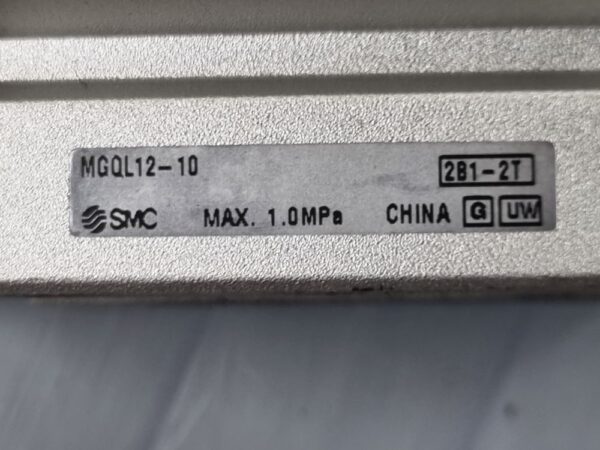 MGQL12-10 2B1-2T
SMC MAX. 1.0MPa CHINA G UW